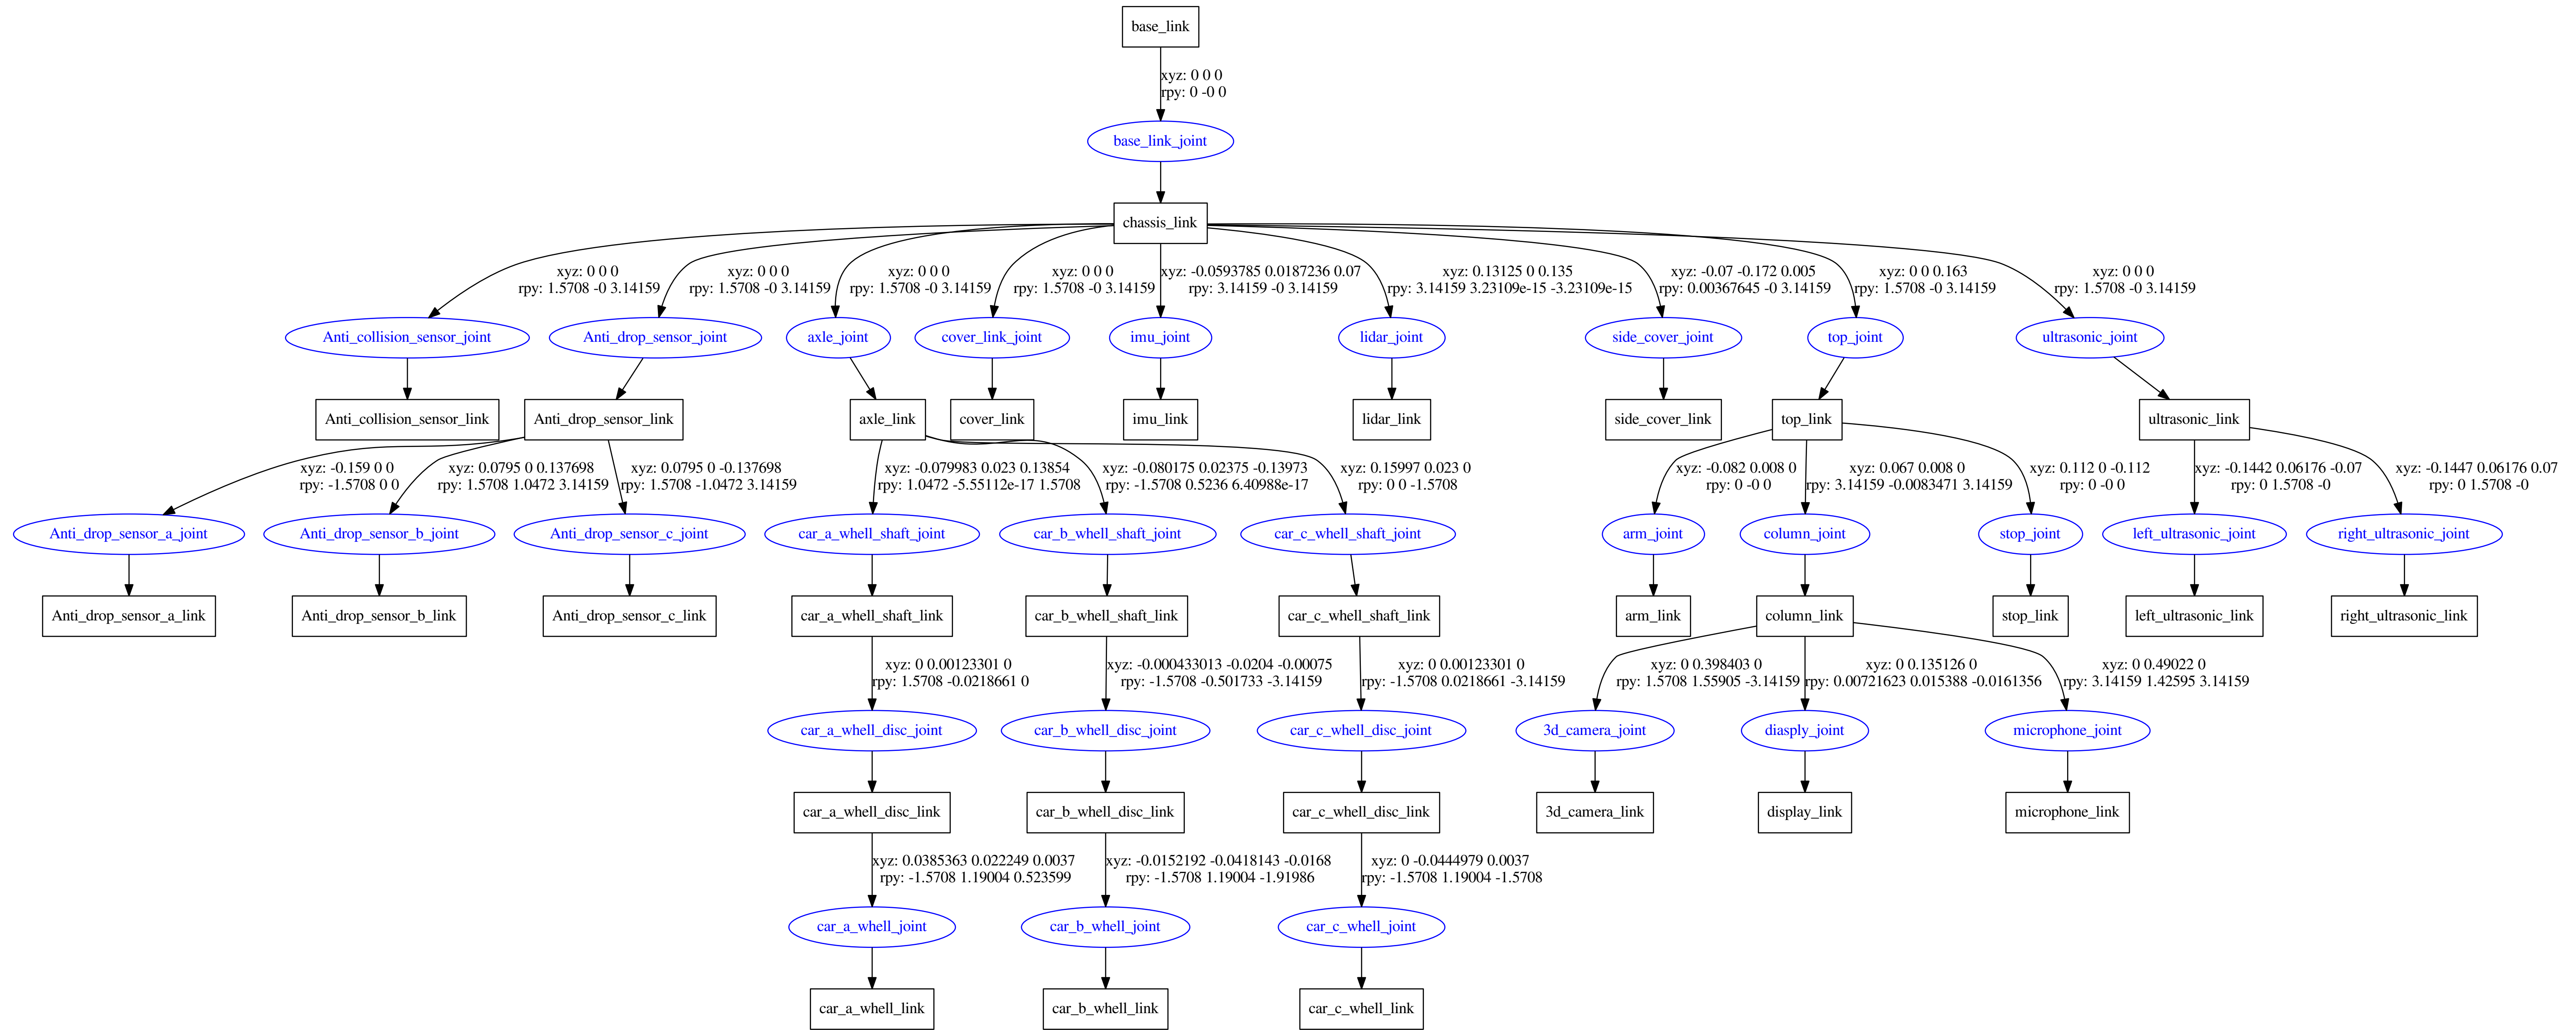 base_link
xyz: 0 0 0
rpy: 0 -0 0
base_link_joint
chassis_link
xyz: 0 0 0
rpy: 1.5708 -0 3.14159
xyz: 0 0 0
rpy: 1.5708 -0 3.14159
xyz: 0 0 0
rpy: 1.5708 -0 3.14159
xyz: 0 0 0
rpy: 1.5708 -0 3.14159
xyz: -0.0593785 0.0187236 0.07
rpy: 3.14159 -0 3.14159
xyz: 0.13125 0 0.135
rpy: 3.14159 3.23109e-15 -3.23109e-15
xyz: -0.07 -0.172 0.005
rpy: 0.00367645 -0 3.14159
xyz: 0 0 0.163
rpy: 1.5708 -0 3.14159
xyz: 0 0 0
rpy: 1.5708 -0 3.14159
Anti_collision_sensor_joint
Anti_drop_sensor_joint
axle_joint
cover_link_joint
imu_joint
lidar_joint
side_cover_joint
top_joint
ultrasonic_joint
Anti_collision_sensor_link
Anti_drop_sensor_link
axle_link
cover_link
imu_link
lidar_link
side_cover_link
top_link
ultrasonic_link
xyz: -0.159 0 0
rpy: -1.5708 0 0
xyz: 0.0795 0 0.137698
rpy: 1.5708 1.0472 3.14159
xyz: 0.0795 0 -0.137698
rpy: 1.5708 -1.0472 3.14159
xyz: -0.079983 0.023 0.13854
rpy: 1.0472 -5.55112e-17 1.5708
xyz: -0.080175 0.02375 -0.13973
rpy: -1.5708 0.5236 6.40988e-17
xyz: 0.15997 0.023 0
rpy: 0 0 -1.5708
xyz: -0.082 0.008 0
rpy: 0 -0 0
xyz: 0.067 0.008 0
rpy: 3.14159 -0.0083471 3.14159
xyz: 0.112 0 -0.112
rpy: 0 -0 0
xyz: -0.1442 0.06176 -0.07
rpy: 0 1.5708 -0
xyz: -0.1447 0.06176 0.07
rpy: 0 1.5708 -0
Anti_drop_sensor_a_joint
Anti_drop_sensor_b_joint
Anti_drop_sensor_c_joint
car_a_whell_shaft_joint
car_b_whell_shaft_joint
car_c_whell_shaft_joint
arm_joint
column_joint
stop_joint
left_ultrasonic_joint
right_ultrasonic_joint
Anti_drop_sensor_a_link
Anti_drop_sensor_b_link
Anti_drop_sensor_c_link
car_a_whell_shaft_link
car_b_whell_shaft_link
car_c_whell_shaft_link
arm_link
column_link
stop_link
left_ultrasonic_link
right_ultrasonic_link
xyz: 0 0.00123301 0
rpy: 1.5708 -0.0218661 0
xyz: -0.000433013 -0.0204 -0.00075
rpy: -1.5708 -0.501733 -3.14159
xyz: 0 0.00123301 0
rpy: -1.5708 0.0218661 -3.14159
xyz: 0 0.398403 0
rpy: 1.5708 1.55905 -3.14159
xyz: 0 0.135126 0
rpy: 0.00721623 0.015388 -0.0161356
xyz: 0 0.49022 0
rpy: 3.14159 1.42595 3.14159
car_a_whell_disc_joint
car_b_whell_disc_joint
car_c_whell_disc_joint
3d_camera_joint
diasply_joint
microphone_joint
car_a_whell_disc_link
car_b_whell_disc_link
car_c_whell_disc_link
3d_camera_link
display_link
microphone_link
xyz: 0.0385363 0.022249 0.0037
rpy: -1.5708 1.19004 0.523599
xyz: -0.0152192 -0.0418143 -0.0168
rpy: -1.5708 1.19004 -1.91986
xyz: 0 -0.0444979 0.0037
rpy: -1.5708 1.19004 -1.5708
car_a_whell_joint
car_b_whell_joint
car_c_whell_joint
car_a_whell_link
car_b_whell_link
car_c_whell_link